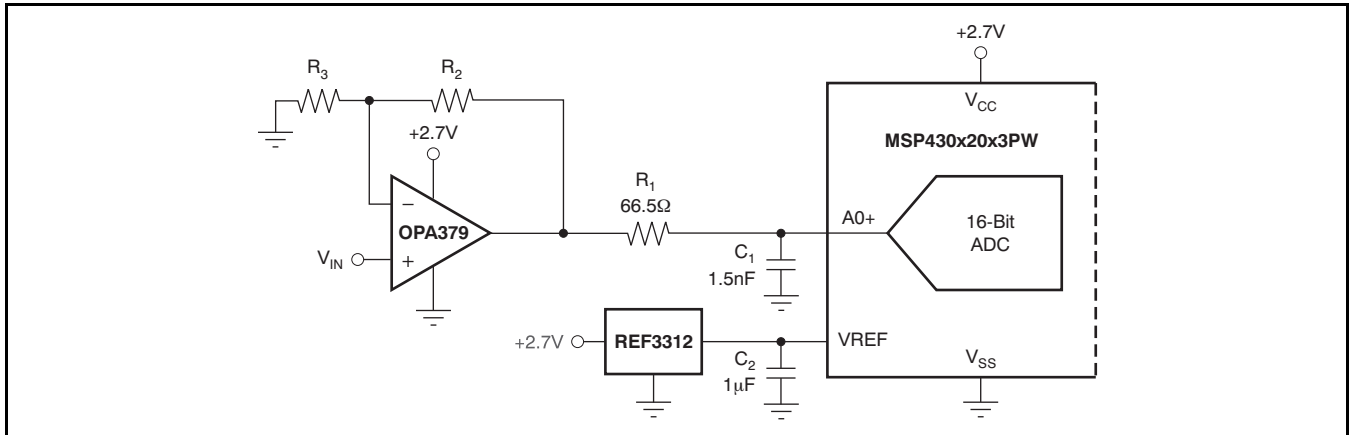 +2.7V
R3
R2
VCC
+2.7V
MSP430x20x3PW
R1
66.5Ω
−
OPA379
A0+
16-Bit
ADC
VIN
+
C1
1.5nF
+2.7V
REF3312
VREF
C2
1μF
VSS